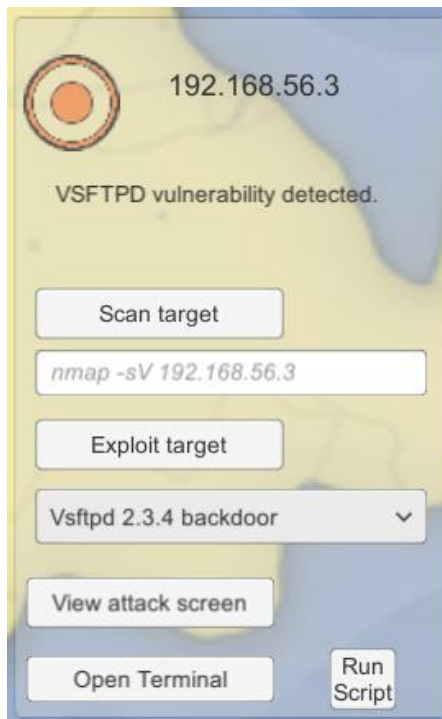 192.168.56.3
VSFTPD vulnerability detected.
Scan target
nmap -sV 192.168.56.3
Exploit target
Vsftpd 2.3.4 backdoor
View attack screen
Open Terminal
Run
Script